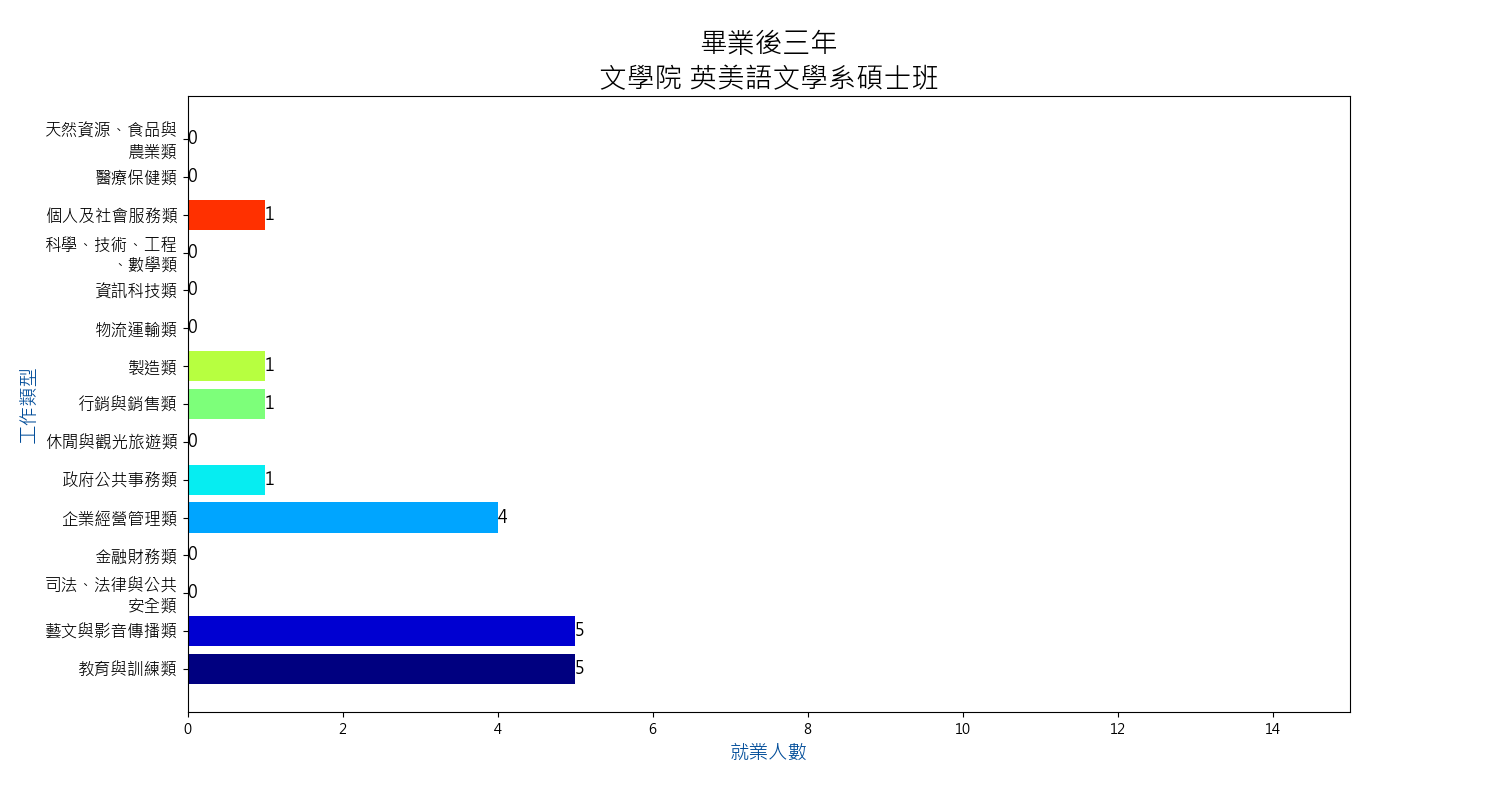 畢業後三年
文學院 英美語文學系碩士班
天然資源、食品與
農業類
0
醫療保健類
0
個人及社會服務類
1
科學、技術、工程
、數學類
0
資訊科技類
0
物流運輸類
0
製造類
1
行銷與銷售類
1
休閒與觀光旅遊類
0
政府公共事務類
1
企業經營管理類
4
金融財務類
0
司法、法律與公共
安全類
0
藝文與影音傳播類
5
教育與訓練類
5
工作類型
0 2 4 6 8 10 12 14
就業人數